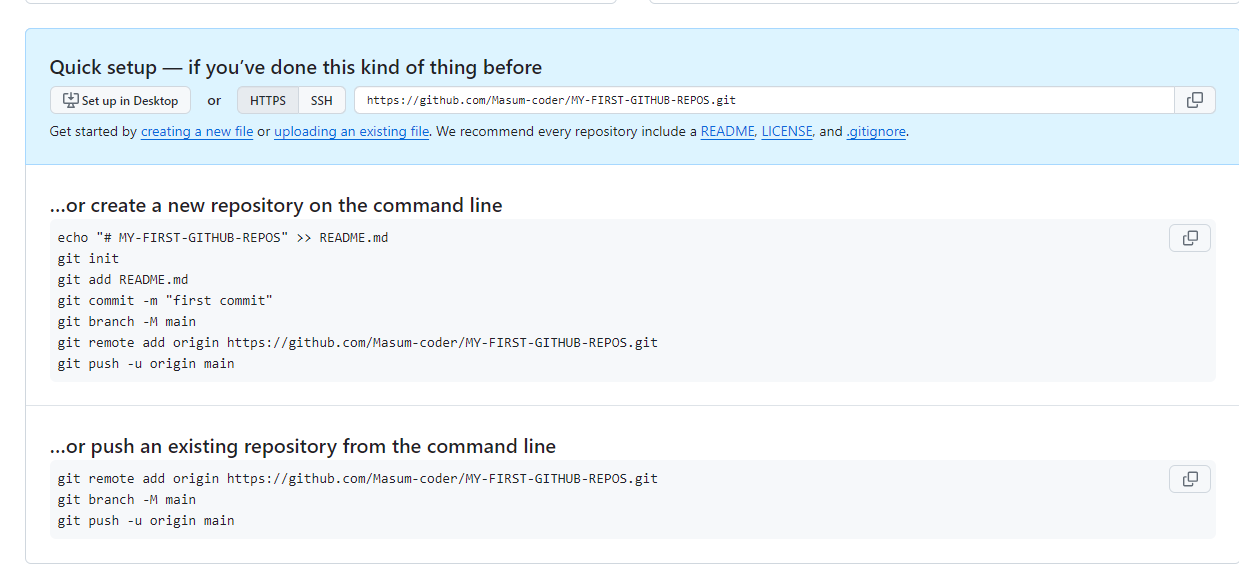 Quick setup — if you’ve done this kind of thing before
Set up in Desktop or HTTPS SSH https://github.com/Masum-coder/MY-FIRST-GITHUB-REPOS.git
Get started by creating a new file or uploading an existing file. We recommend every repository include a README, LICENSE, and .gitignore.
…or create a new repository on the command line
echo "# MY-FIRST-GITHUB-REPOS" >> README.md
git init
git add README.md
git commit -m "first commit"
git branch -M main
git remote add origin https://github.com/Masum-coder/MY-FIRST-GITHUB-REPOS.git
git push -u origin main
…or push an existing repository from the command line
git remote add origin https://github.com/Masum-coder/MY-FIRST-GITHUB-REPOS.git
git branch -M main
git push -u origin main